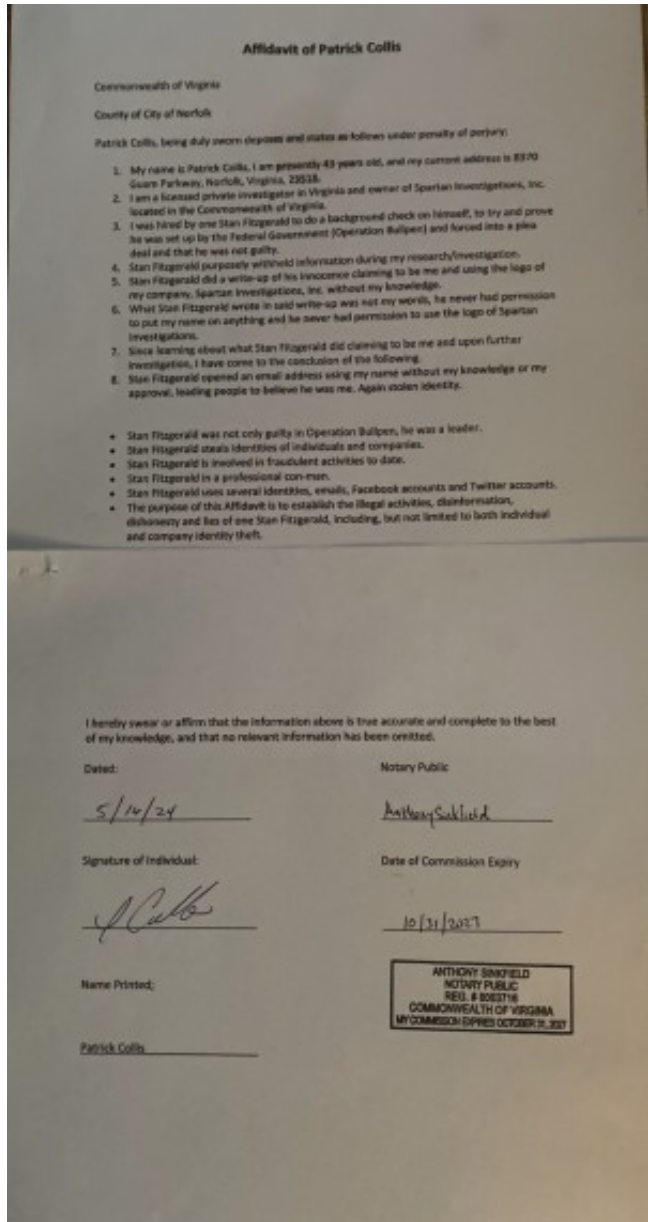 Affidavit of Patrick Collis
Commonwealth of Virginia
County of City of Norfolk
Patrick Collis, being duly sworn deposes and states as follows under penalty of perjury:
1. My name is Patrick Collis, I am presently 43 years old, and my current address is 8370
Guam Parkway, Norfolk, Virginia, 23518.
2. I am a licensed private investigator in Virginia and owner of Spartan Investigations, Inc.
located in the Commonwealth of Virginia.
3. I was hired by one Stan Fitzgerald to do a background check on himself, to try and prove
he was set up by the Federal Government (Operation Bullpen) and forced into a plea
deal and that he was not guilty.
4. Stan Fitzgerald purposely withheld information during my research/investigation.
5. Stan Fitzgerald did a write-up of his innocence claiming to be me and using the logo of
my company, Spartan Investigations, Inc. without my knowledge.
6. What Stan Fitzgerald wrote in said write-up was not my words, he never had permission
to put my name on anything and he never had permission to use the logo of Spartan
Investigations.
7. Since learning about what Stan Fitzgerald did claiming to be me and upon further
investigation, I have come to the conclusion of the following.
8. Stan Fitzgerald opened an email address using my name without my knowledge or my
approval, leading people to believe he was me. Again stolen identity.
• Stan Fitzgerald was not only guilty in Operation Bullpen, he was a leader.
• Stan Fitzgerald steals identities of individuals and companies.
• Stan Fitzgerald is involved in fraudulent activities to date.
• Stan Fitzgerald in a professional con-man.
• Stan Fitzgerald uses several identities, emails, Facebook accounts and Twitter accounts.
• The purpose of this Affidavit is to establish the illegal activities, disinformation,
dishonesty and lies of one Stan Fitzgerald, including, but not limited to both individual
and company identity theft.
I hereby swear or affirm that the information above is true accurate and complete to the best
of my knowledge, and that no relevant information has been omitted.
Dated: Notary Public
5/14/24 Anthony Sinkfield
Signature of Individual: Date of Commission Expiry
P Collis 10/31/2027
Name Printed;
Patrick Collis
ANTHONY SINKFIELD
NOTARY PUBLIC
REG. # 8063716
COMMONWEALTH OF VIRGINIA
MY COMMISSION EXPIRES OCTOBER 31, 2027